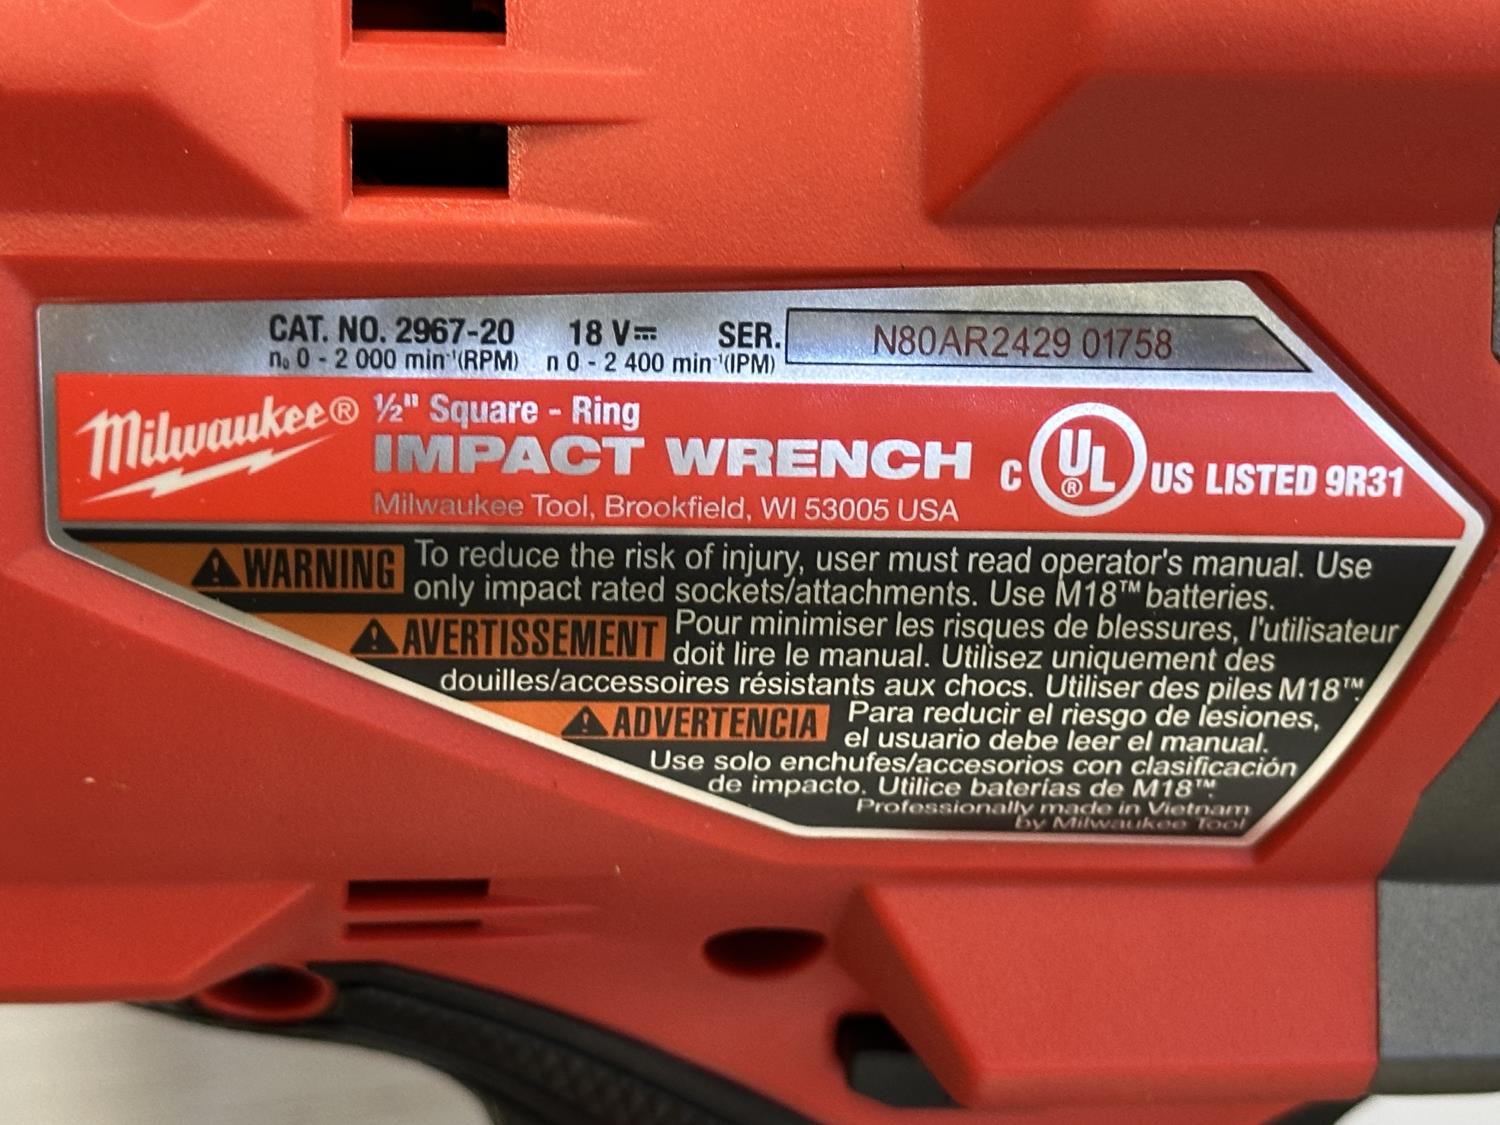 CAT. NO. 2967-20 18 V⎓ SER. N80AR2429 01758
n₀ 0 - 2 000 min⁻¹(RPM) n 0 - 2 400 min⁻¹(IPM)
Milwaukee® ½" Square - Ring
IMPACT WRENCH
Milwaukee Tool, Brookfield, WI 53005 USA
C UL® US LISTED 9R31
⚠WARNING To reduce the risk of injury, user must read operator's manual. Use
only impact rated sockets/attachments. Use M18™ batteries.
⚠AVERTISSEMENT Pour minimiser les risques de blessures, l'utilisateur
doit lire le manual. Utilisez uniquement des
douilles/accessoires résistants aux chocs. Utiliser des piles M18™.
⚠ADVERTENCIA Para reducir el riesgo de lesiones,
el usuario debe leer el manual.
Use solo enchufes/accesorios con clasificación
de impacto. Utilice baterías de M18™.
Professionally made in Vietnam
by Milwaukee Tool